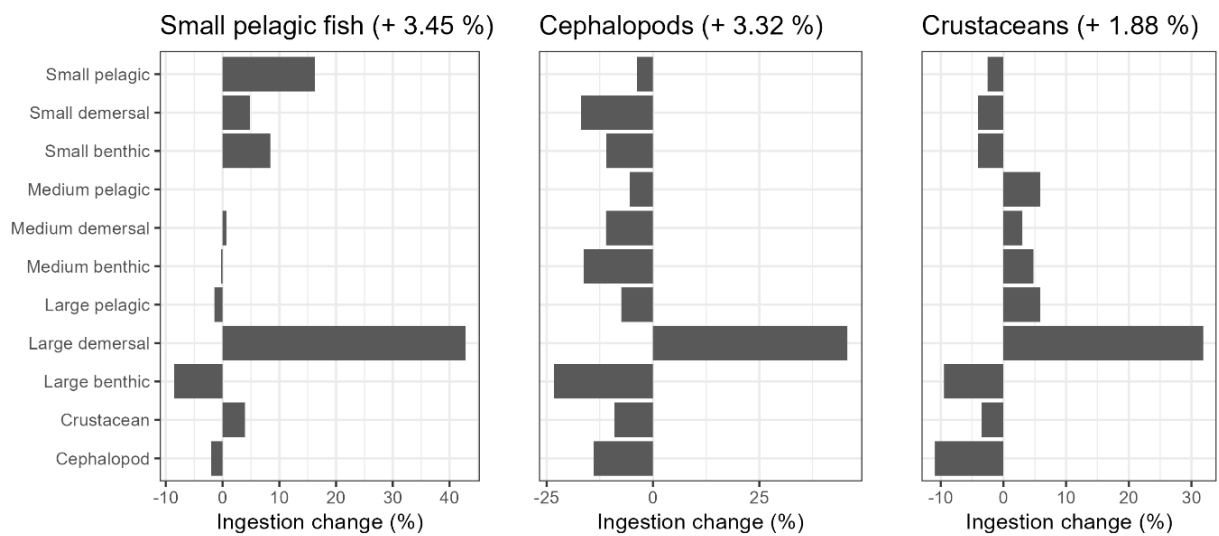 Small pelagic fish (+ 3.45 %)
Cephalopods (+ 3.32 %)
Crustaceans (+ 1.88 %)
Small pelagic
Small demersal
Small benthic
Medium pelagic
Medium demersal
Medium benthic
Large pelagic
Large demersal
Large benthic
Crustacean
Cephalopod
-10 0 10 20 30 40
-25 0 25
-10 0 10 20 30
Ingestion change (%)
Ingestion change (%)
Ingestion change (%)